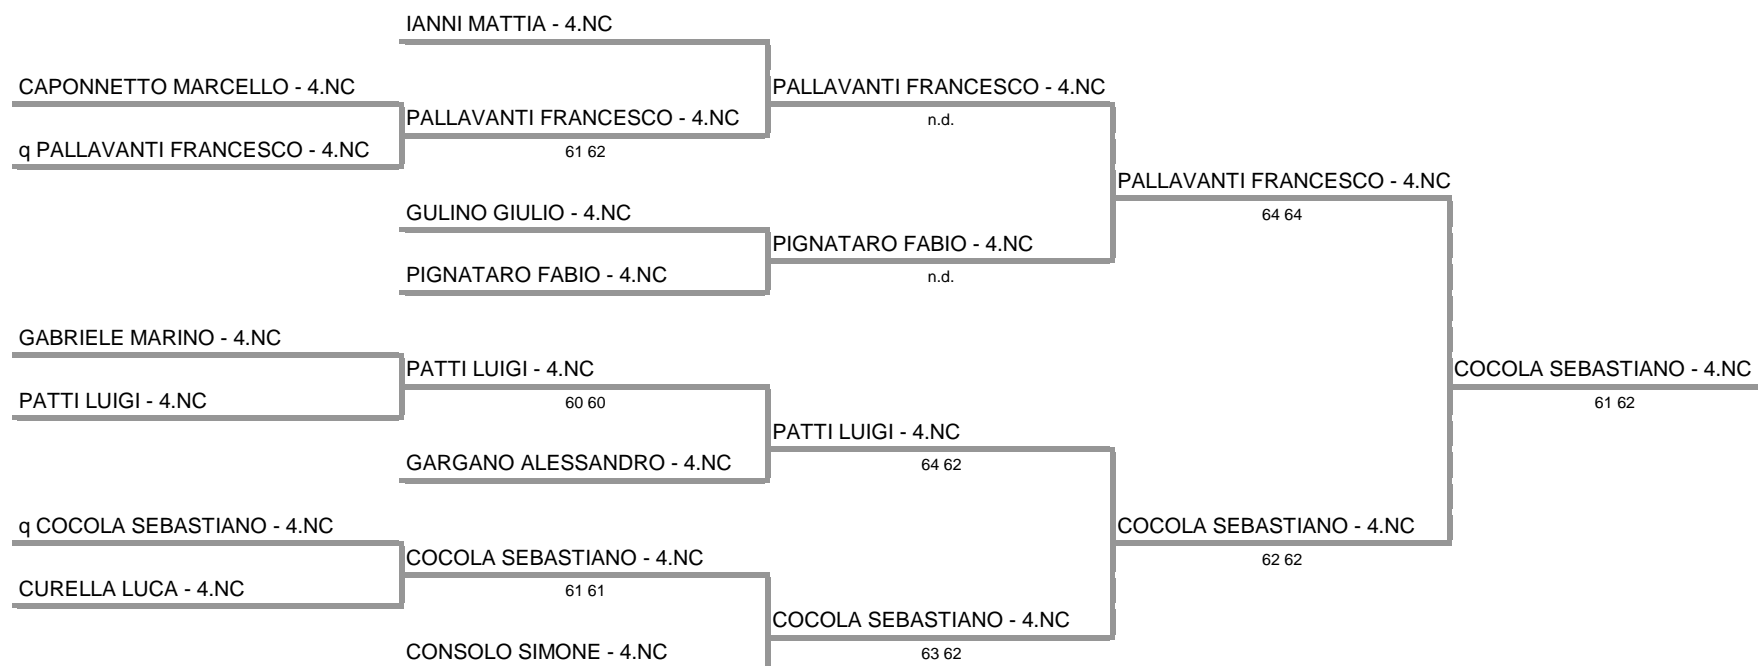 IANNI MATTIA - 4.NC
CAPONNETTO MARCELLO - 4.NC
PALLAVANTI FRANCESCO - 4.NC
PALLAVANTI FRANCESCO - 4.NC
n.d.
q PALLAVANTI FRANCESCO - 4.NC
61 62
PALLAVANTI FRANCESCO - 4.NC
GULINO GIULIO - 4.NC
64 64
PIGNATARO FABIO - 4.NC
PIGNATARO FABIO - 4.NC
n.d.
GABRIELE MARINO - 4.NC
PATTI LUIGI - 4.NC
COCOLA SEBASTIANO - 4.NC
PATTI LUIGI - 4.NC
60 60
61 62
PATTI LUIGI - 4.NC
GARGANO ALESSANDRO - 4.NC
64 62
q COCOLA SEBASTIANO - 4.NC
COCOLA SEBASTIANO - 4.NC
COCOLA SEBASTIANO - 4.NC
62 62
CURELLA LUCA - 4.NC
61 61
COCOLA SEBASTIANO - 4.NC
CONSOLO SIMONE - 4.NC
63 62